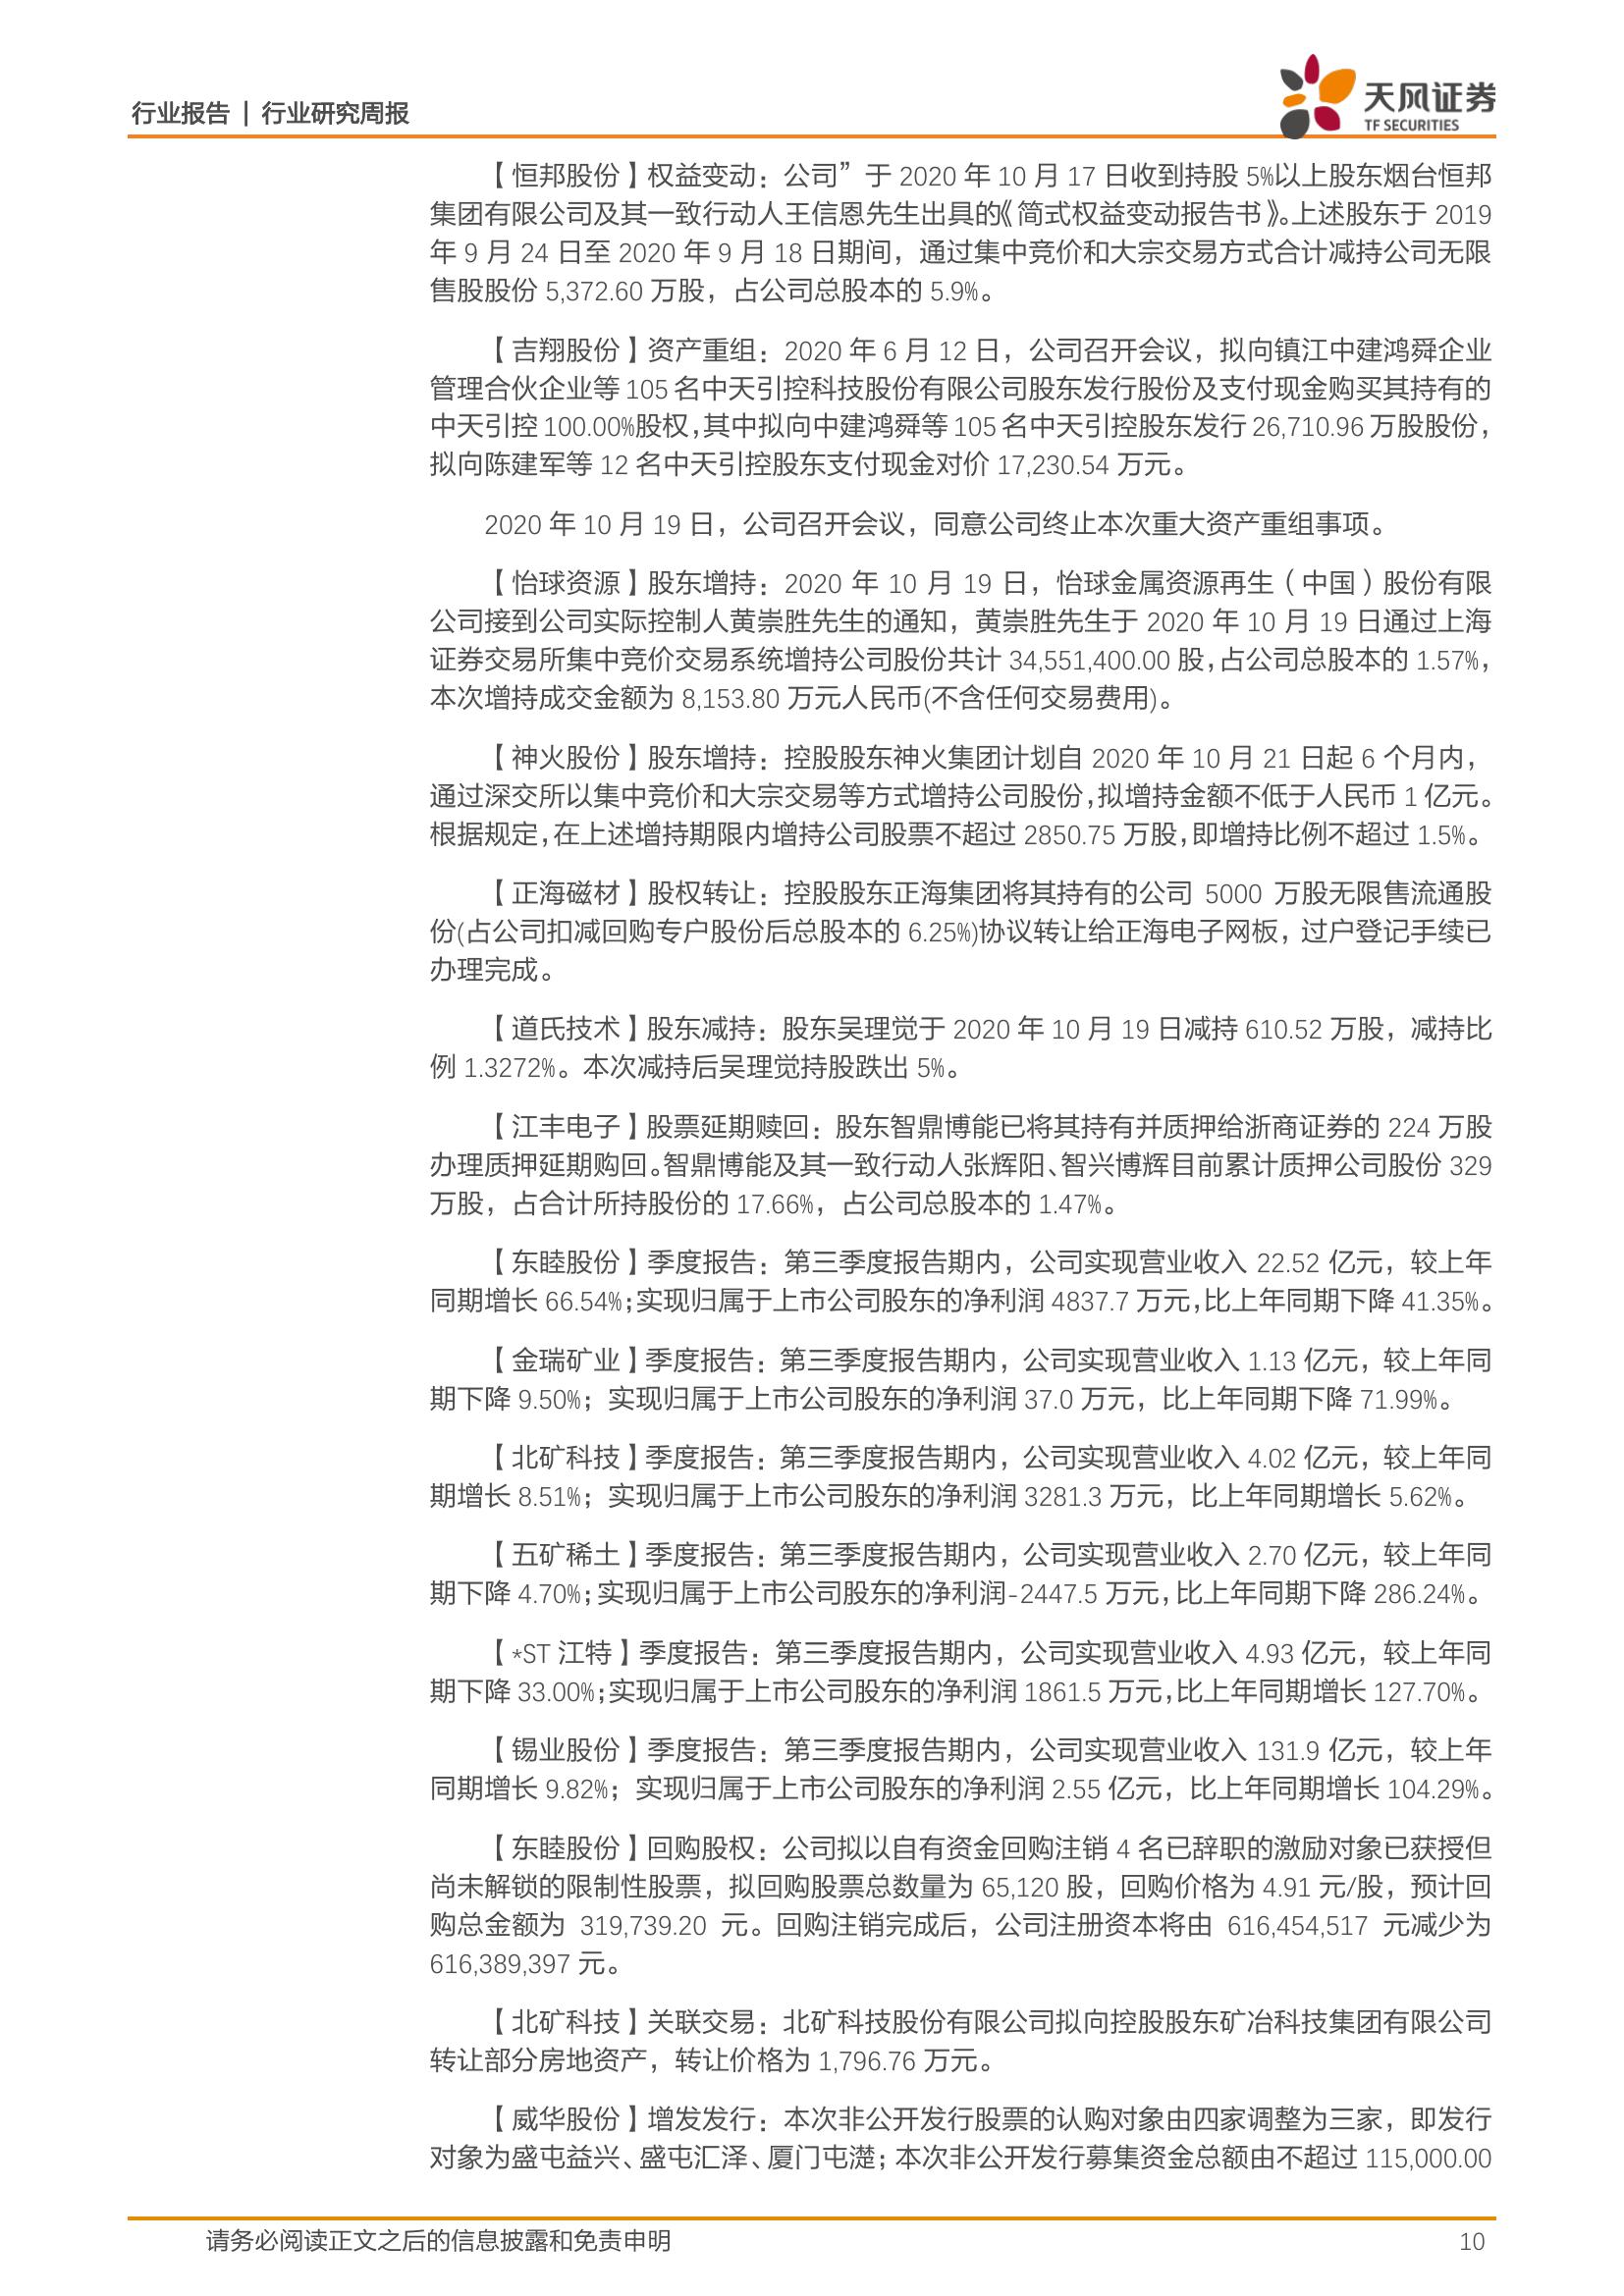 行业报告 | 行业研究周报
天风证券
TF SECURITIES
【恒邦股份】权益变动：公司”于 2020 年 10 月 17 日收到持股 5%以上股东烟台恒邦
集团有限公司及其一致行动人王信恩先生出具的《简式权益变动报告书》。上述股东于 2019
年 9 月 24 日至 2020 年 9 月 18 日期间，通过集中竞价和大宗交易方式合计减持公司无限
售股股份 5,372.60 万股，占公司总股本的 5.9%。
【吉翔股份】资产重组：2020 年 6 月 12 日，公司召开会议，拟向镇江中建鸿舜企业
管理合伙企业等 105 名中天引控科技股份有限公司股东发行股份及支付现金购买其持有的
中天引控 100.00%股权，其中拟向中建鸿舜等 105 名中天引控股东发行 26,710.96 万股股份，
拟向陈建军等 12 名中天引控股东支付现金对价 17,230.54 万元。
2020 年 10 月 19 日，公司召开会议，同意公司终止本次重大资产重组事项。
【怡球资源】股东增持：2020 年 10 月 19 日，怡球金属资源再生（中国）股份有限
公司接到公司实际控制人黄崇胜先生的通知，黄崇胜先生于 2020 年 10 月 19 日通过上海
证券交易所集中竞价交易系统增持公司股份共计 34,551,400.00 股，占公司总股本的 1.57%，
本次增持成交金额为 8,153.80 万元人民币(不含任何交易费用)。
【神火股份】股东增持：控股股东神火集团计划自 2020 年 10 月 21 日起 6 个月内，
通过深交所以集中竞价和大宗交易等方式增持公司股份，拟增持金额不低于人民币 1 亿元。
根据规定，在上述增持期限内增持公司股票不超过 2850.75 万股，即增持比例不超过 1.5%。
【正海磁材】股权转让：控股股东正海集团将其持有的公司 5000 万股无限售流通股
份(占公司扣减回购专户股份后总股本的 6.25%)协议转让给正海电子网板，过户登记手续已
办理完成。
【道氏技术】股东减持：股东吴理觉于 2020 年 10 月 19 日减持 610.52 万股，减持比
例 1.3272%。本次减持后吴理觉持股跌出 5%。
【江丰电子】股票延期赎回：股东智鼎博能已将其持有并质押给浙商证券的 224 万股
办理质押延期购回。智鼎博能及其一致行动人张辉阳、智兴博辉目前累计质押公司股份 329
万股，占合计所持股份的 17.66%，占公司总股本的 1.47%。
【东睦股份】季度报告：第三季度报告期内，公司实现营业收入 22.52 亿元，较上年
同期增长 66.54%；实现归属于上市公司股东的净利润 4837.7 万元，比上年同期下降 41.35%。
【金瑞矿业】季度报告：第三季度报告期内，公司实现营业收入 1.13 亿元，较上年同
期下降 9.50%；实现归属于上市公司股东的净利润 37.0 万元，比上年同期下降 71.99%。
【北矿科技】季度报告：第三季度报告期内，公司实现营业收入 4.02 亿元，较上年同
期增长 8.51%；实现归属于上市公司股东的净利润 3281.3 万元，比上年同期增长 5.62%。
【五矿稀土】季度报告：第三季度报告期内，公司实现营业收入 2.70 亿元，较上年同
期下降 4.70%；实现归属于上市公司股东的净利润-2447.5 万元，比上年同期下降 286.24%。
【*ST 江特】季度报告：第三季度报告期内，公司实现营业收入 4.93 亿元，较上年同
期下降 33.00%；实现归属于上市公司股东的净利润 1861.5 万元，比上年同期增长 127.70%。
【锡业股份】季度报告：第三季度报告期内，公司实现营业收入 131.9 亿元，较上年
同期增长 9.82%；实现归属于上市公司股东的净利润 2.55 亿元，比上年同期增长 104.29%。
【东睦股份】回购股权：公司拟以自有资金回购注销 4 名已辞职的激励对象已获授但
尚未解锁的限制性股票，拟回购股票总数量为 65,120 股，回购价格为 4.91 元/股，预计回
购总金额为 319,739.20 元。回购注销完成后，公司注册资本将由 616,454,517 元减少为
616,389,397 元。
【北矿科技】关联交易：北矿科技股份有限公司拟向控股股东矿冶科技集团有限公司
转让部分房地资产，转让价格为 1,796.76 万元。
【威华股份】增发发行：本次非公开发行股票的认购对象由四家调整为三家，即发行
对象为盛屯益兴、盛屯汇泽、厦门屯濋；本次非公开发行募集资金总额由不超过 115,000.00
请务必阅读正文之后的信息披露和免责申明
10